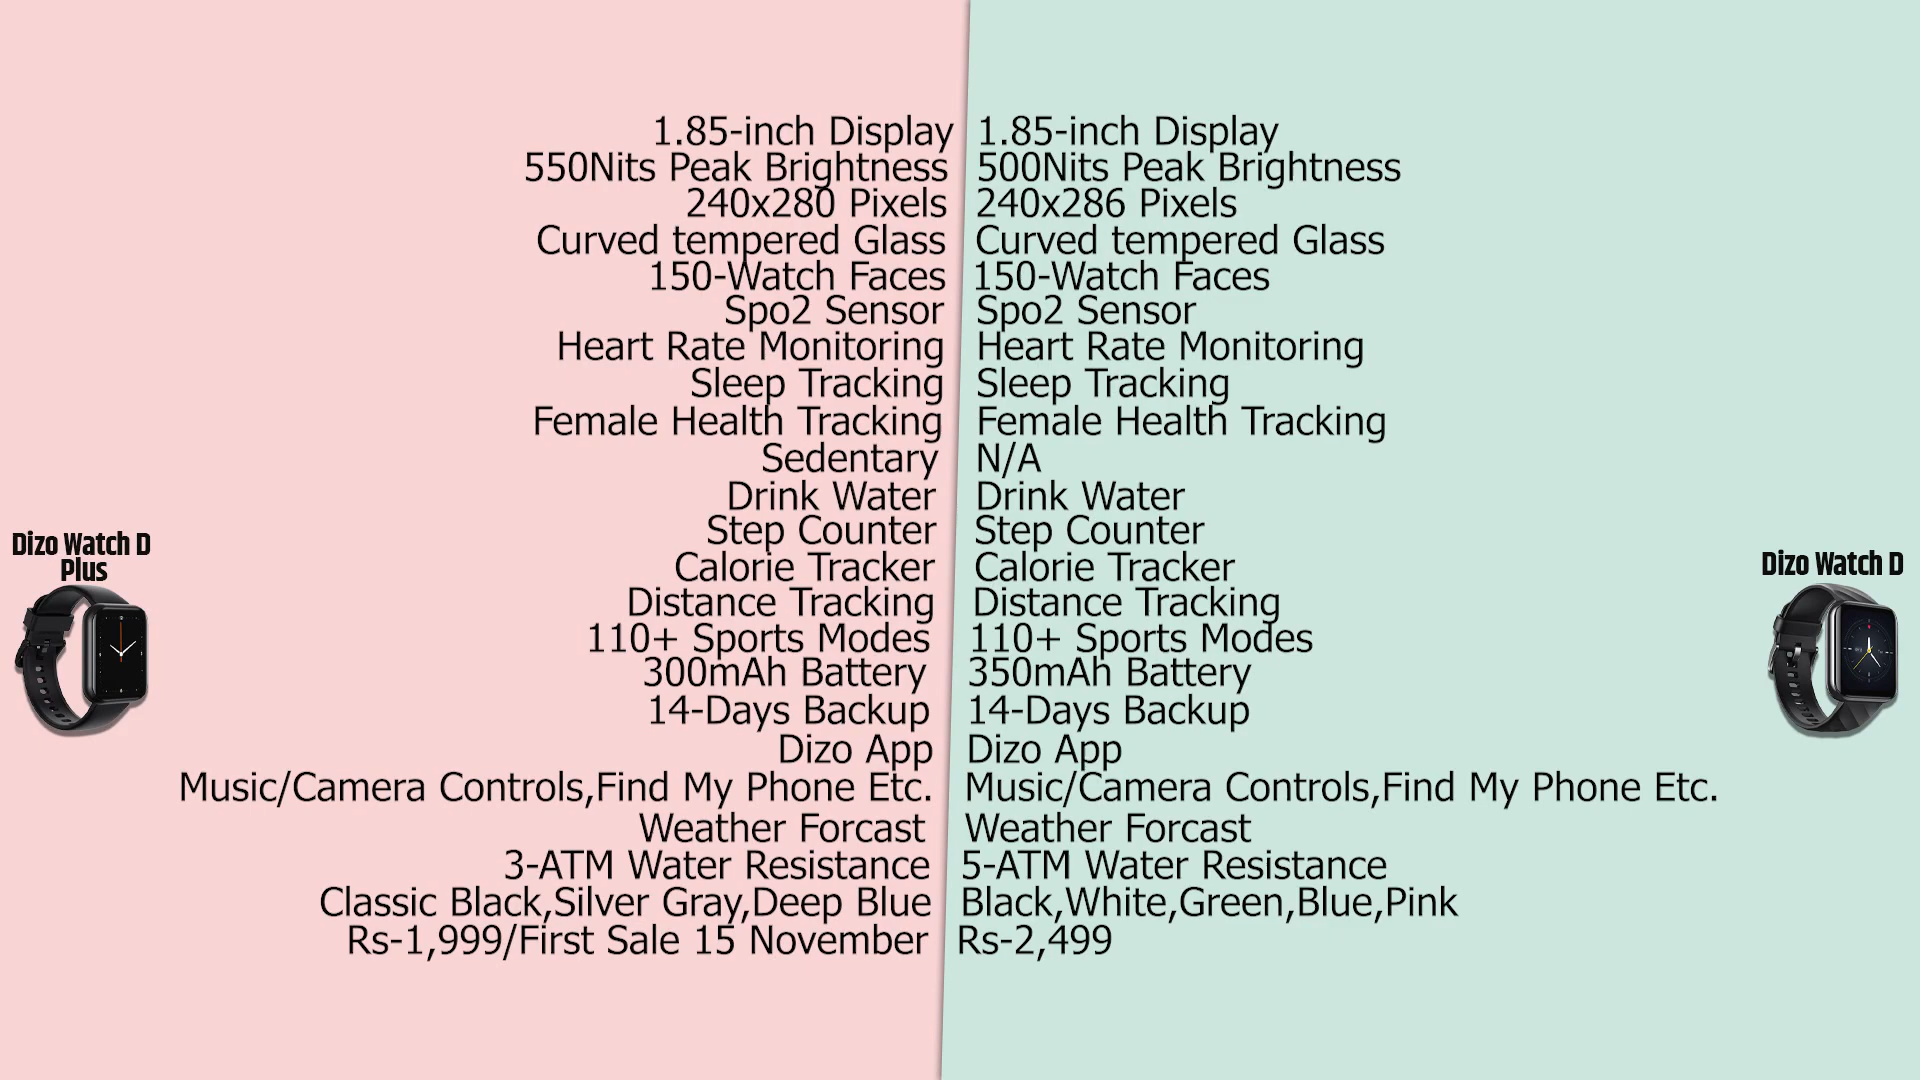 1.85-inch Display
550Nits Peak Brightness
240x280 Pixels
Curved tempered Glass
150-Watch Faces
Spo2 Sensor
Heart Rate Monitoring
Sleep Tracking
Female Health Tracking
Sedentary
Drink Water
Step Counter
Calorie Tracker
Distance Tracking
110+ Sports Modes
300mAh Battery
14-Days Backup
Dizo App
Music/Camera Controls,Find My Phone Etc.
Weather Forcast
3-ATM Water Resistance
Classic Black,Silver Gray,Deep Blue
Rs-1,999/First Sale 15 November
Dizo Watch D
Plus
1.85-inch Display
500Nits Peak Brightness
240x286 Pixels
Curved tempered Glass
150-Watch Faces
Spo2 Sensor
Heart Rate Monitoring
Sleep Tracking
Female Health Tracking
N/A
Drink Water
Step Counter
Calorie Tracker
Distance Tracking
110+ Sports Modes
350mAh Battery
14-Days Backup
Dizo App
Music/Camera Controls,Find My Phone Etc.
Weather Forcast
5-ATM Water Resistance
Black,White,Green,Blue,Pink
Rs-2,499
Dizo Watch D